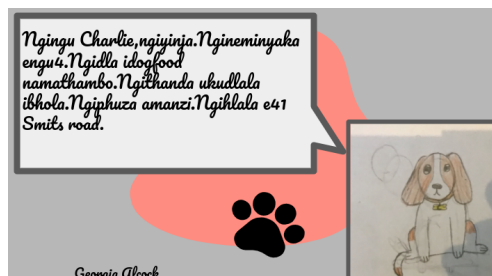 Ngingu Charlie,ngiyinja.Ngineminyaka
engu4.Ngidla idogfood
namathambo.Ngithanda ukudlala
ibhola.Ngiphuza amanzi.Ngihlala e41
Smits road.
Georgia Alcock